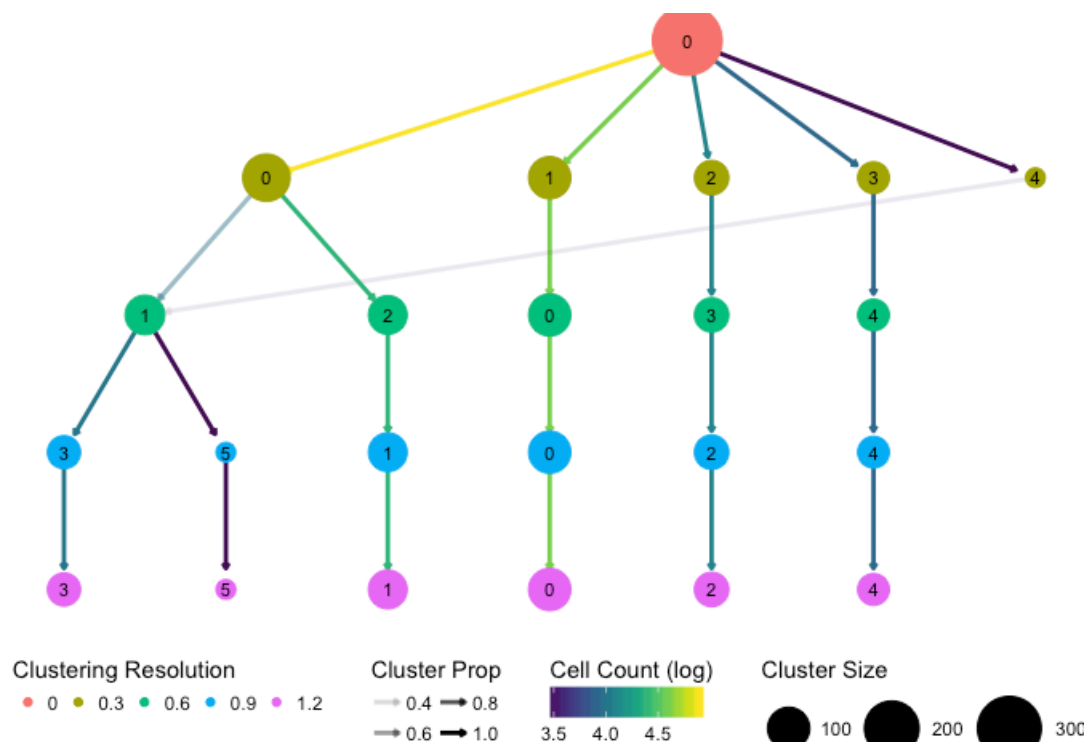 0
0 1 2 3 4
1 2 0 3 4
3 5 1 0 2 4
3 5 1 0 2 4
Clustering Resolution
0 0.3 0.6 0.9 1.2
Cluster Prop
0.4 0.8
0.6 1.0
Cell Count (log)
3.5 4.0 4.5
Cluster Size
100 200 300